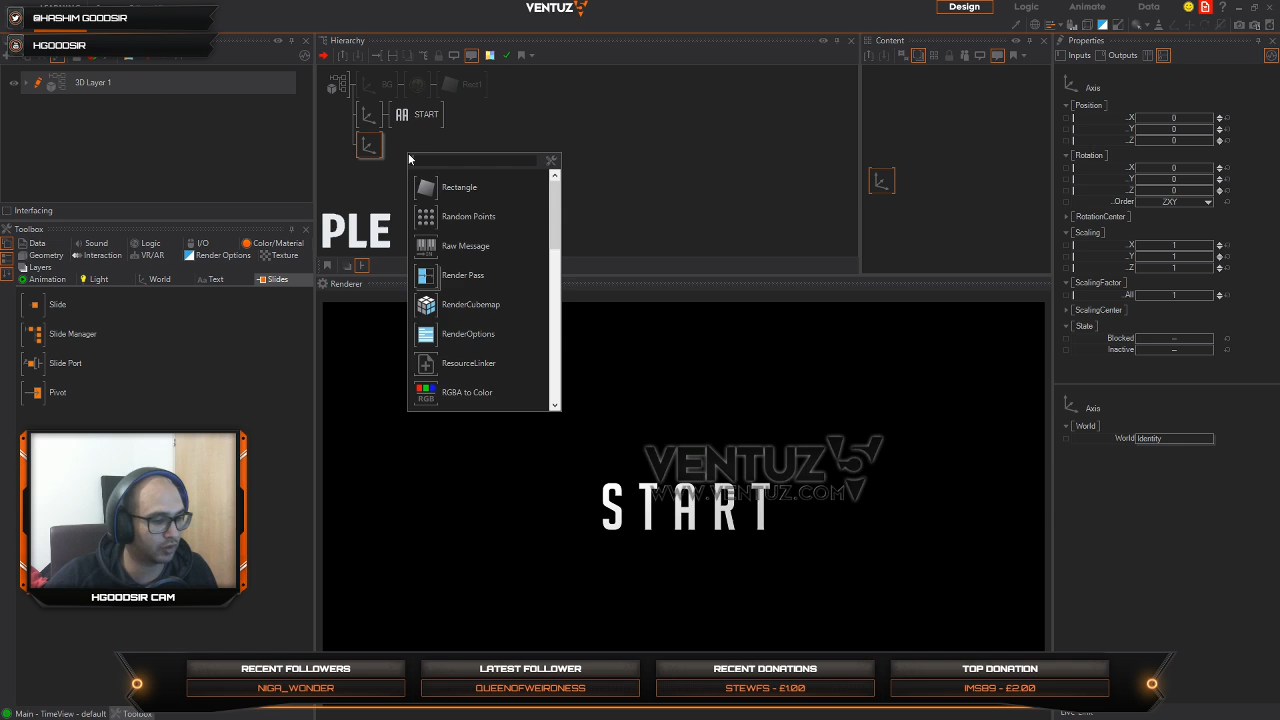 @HASHIM GOODSIR
HGOODSIR
VENTUZ
Design
Logic
Animate
Data
Hierarchy
Content
Properties
Inputs
Outputs
3D Layer 1
BG
Rect1
AA START
Axis
Position
..X 0
..Y 0
..Z 0
Rotation
..X 0
..Y 0
..Z 0
..Order ZXY
RotationCenter
Scaling
..X 1
..Y 1
..Z 1
ScalingFactor
..All 1
ScalingCenter
State
Blocked --
Inactive --
Rectangle
Random Points
Raw Message
Render Pass
RenderCubemap
RenderOptions
ResourceLinker
RGB RGBA to Color
PLE
Interfacing
Toolbox
Data
Sound
Logic
I/O
Color/Material
Geometry
Interaction
VR/AR
Render Options
Texture
Layers
Animation
Light
World
Text
Slides
Slide
Slide Manager
Slide Port
Pivot
Renderer
VENTUZ V5
WWW.VENTUZ.COM
START
Axis
World
World Identity
HGOODSIR CAM
RECENT FOLLOWERS
NIGA_WONDER
LATEST FOLLOWER
QUEENOFWEIRDNESS
RECENT DONATIONS
STEWFS - £1.00
TOP DONATION
IMSB9 - £2.00
Main - TimeView - default
Toolbox